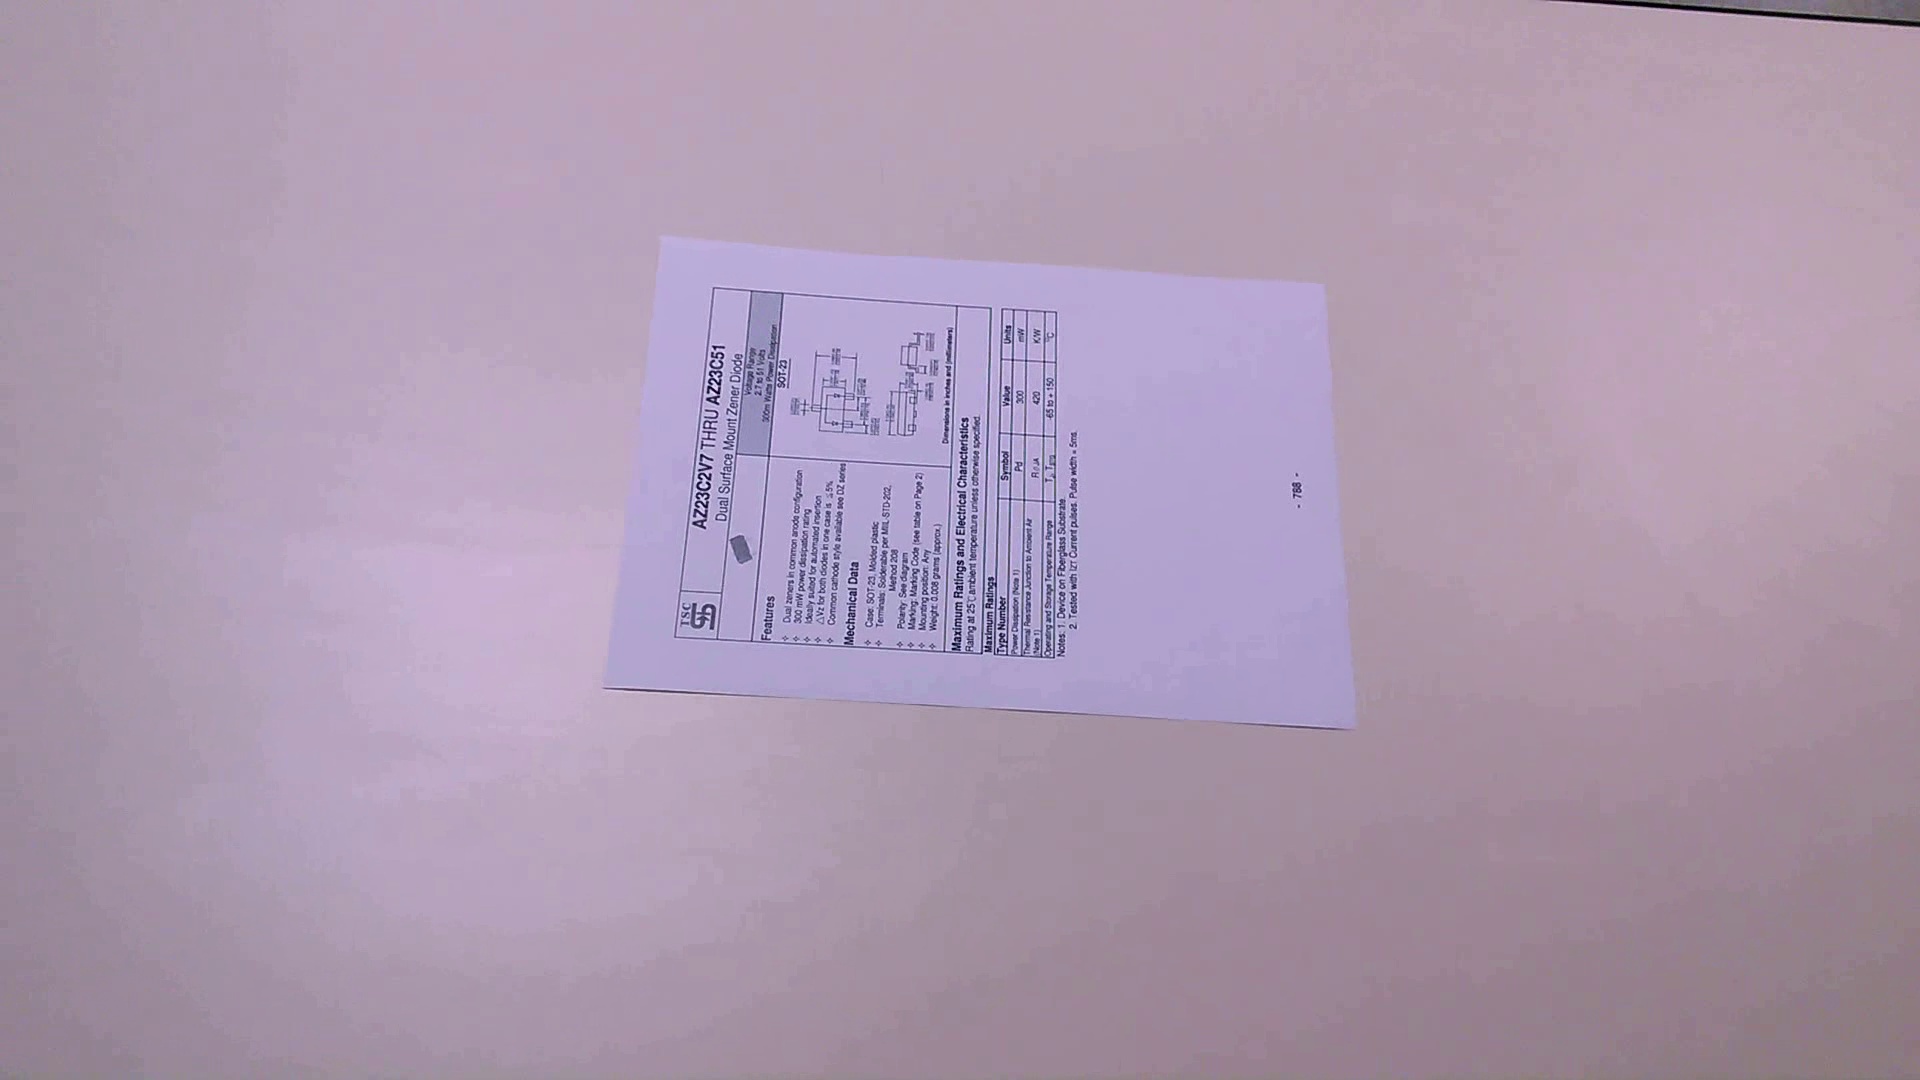 TSC
AZ23C2V7 THRU AZ23C51
Dual Surface Mount Zener Diode
Voltage Range
2.7 to 51 Volts
300m Watts Power Dissipation
SOT-23
Features
Dual zeners in common anode configuration
300 mW power dissipation rating
Ideally suited for automated insertion
△Vz for both diodes in one case is ≦5%
Common cathode style available see DZ series
Mechanical Data
Case: SOT-23, Molded plastic
Terminals: Solderable per MIL-STD-202,
Method 208
Polarity: See diagram
Marking: Marking Code (see table on Page 2)
Mounting position: Any
Weight: 0.008 grams (approx.)
Dimensions in inches and (millimeters)
Maximum Ratings and Electrical Characteristics
Rating at 25℃ ambient temperature unless otherwise specified.
Maximum Ratings
Type Number Symbol Value Units
Power Dissipation (Note 1) Pd 300 mW
Thermal Resistance Junction to Ambient Air
(Note 1) RθJA 420 K/W
Operating and Storage Temperature Range TJ, TSTG -65 to + 150 ℃
Notes: 1. Device on Fiberglass Substrate.
2. Tested with IZT Current pulses. Pulse width = 5ms.
- 788 -